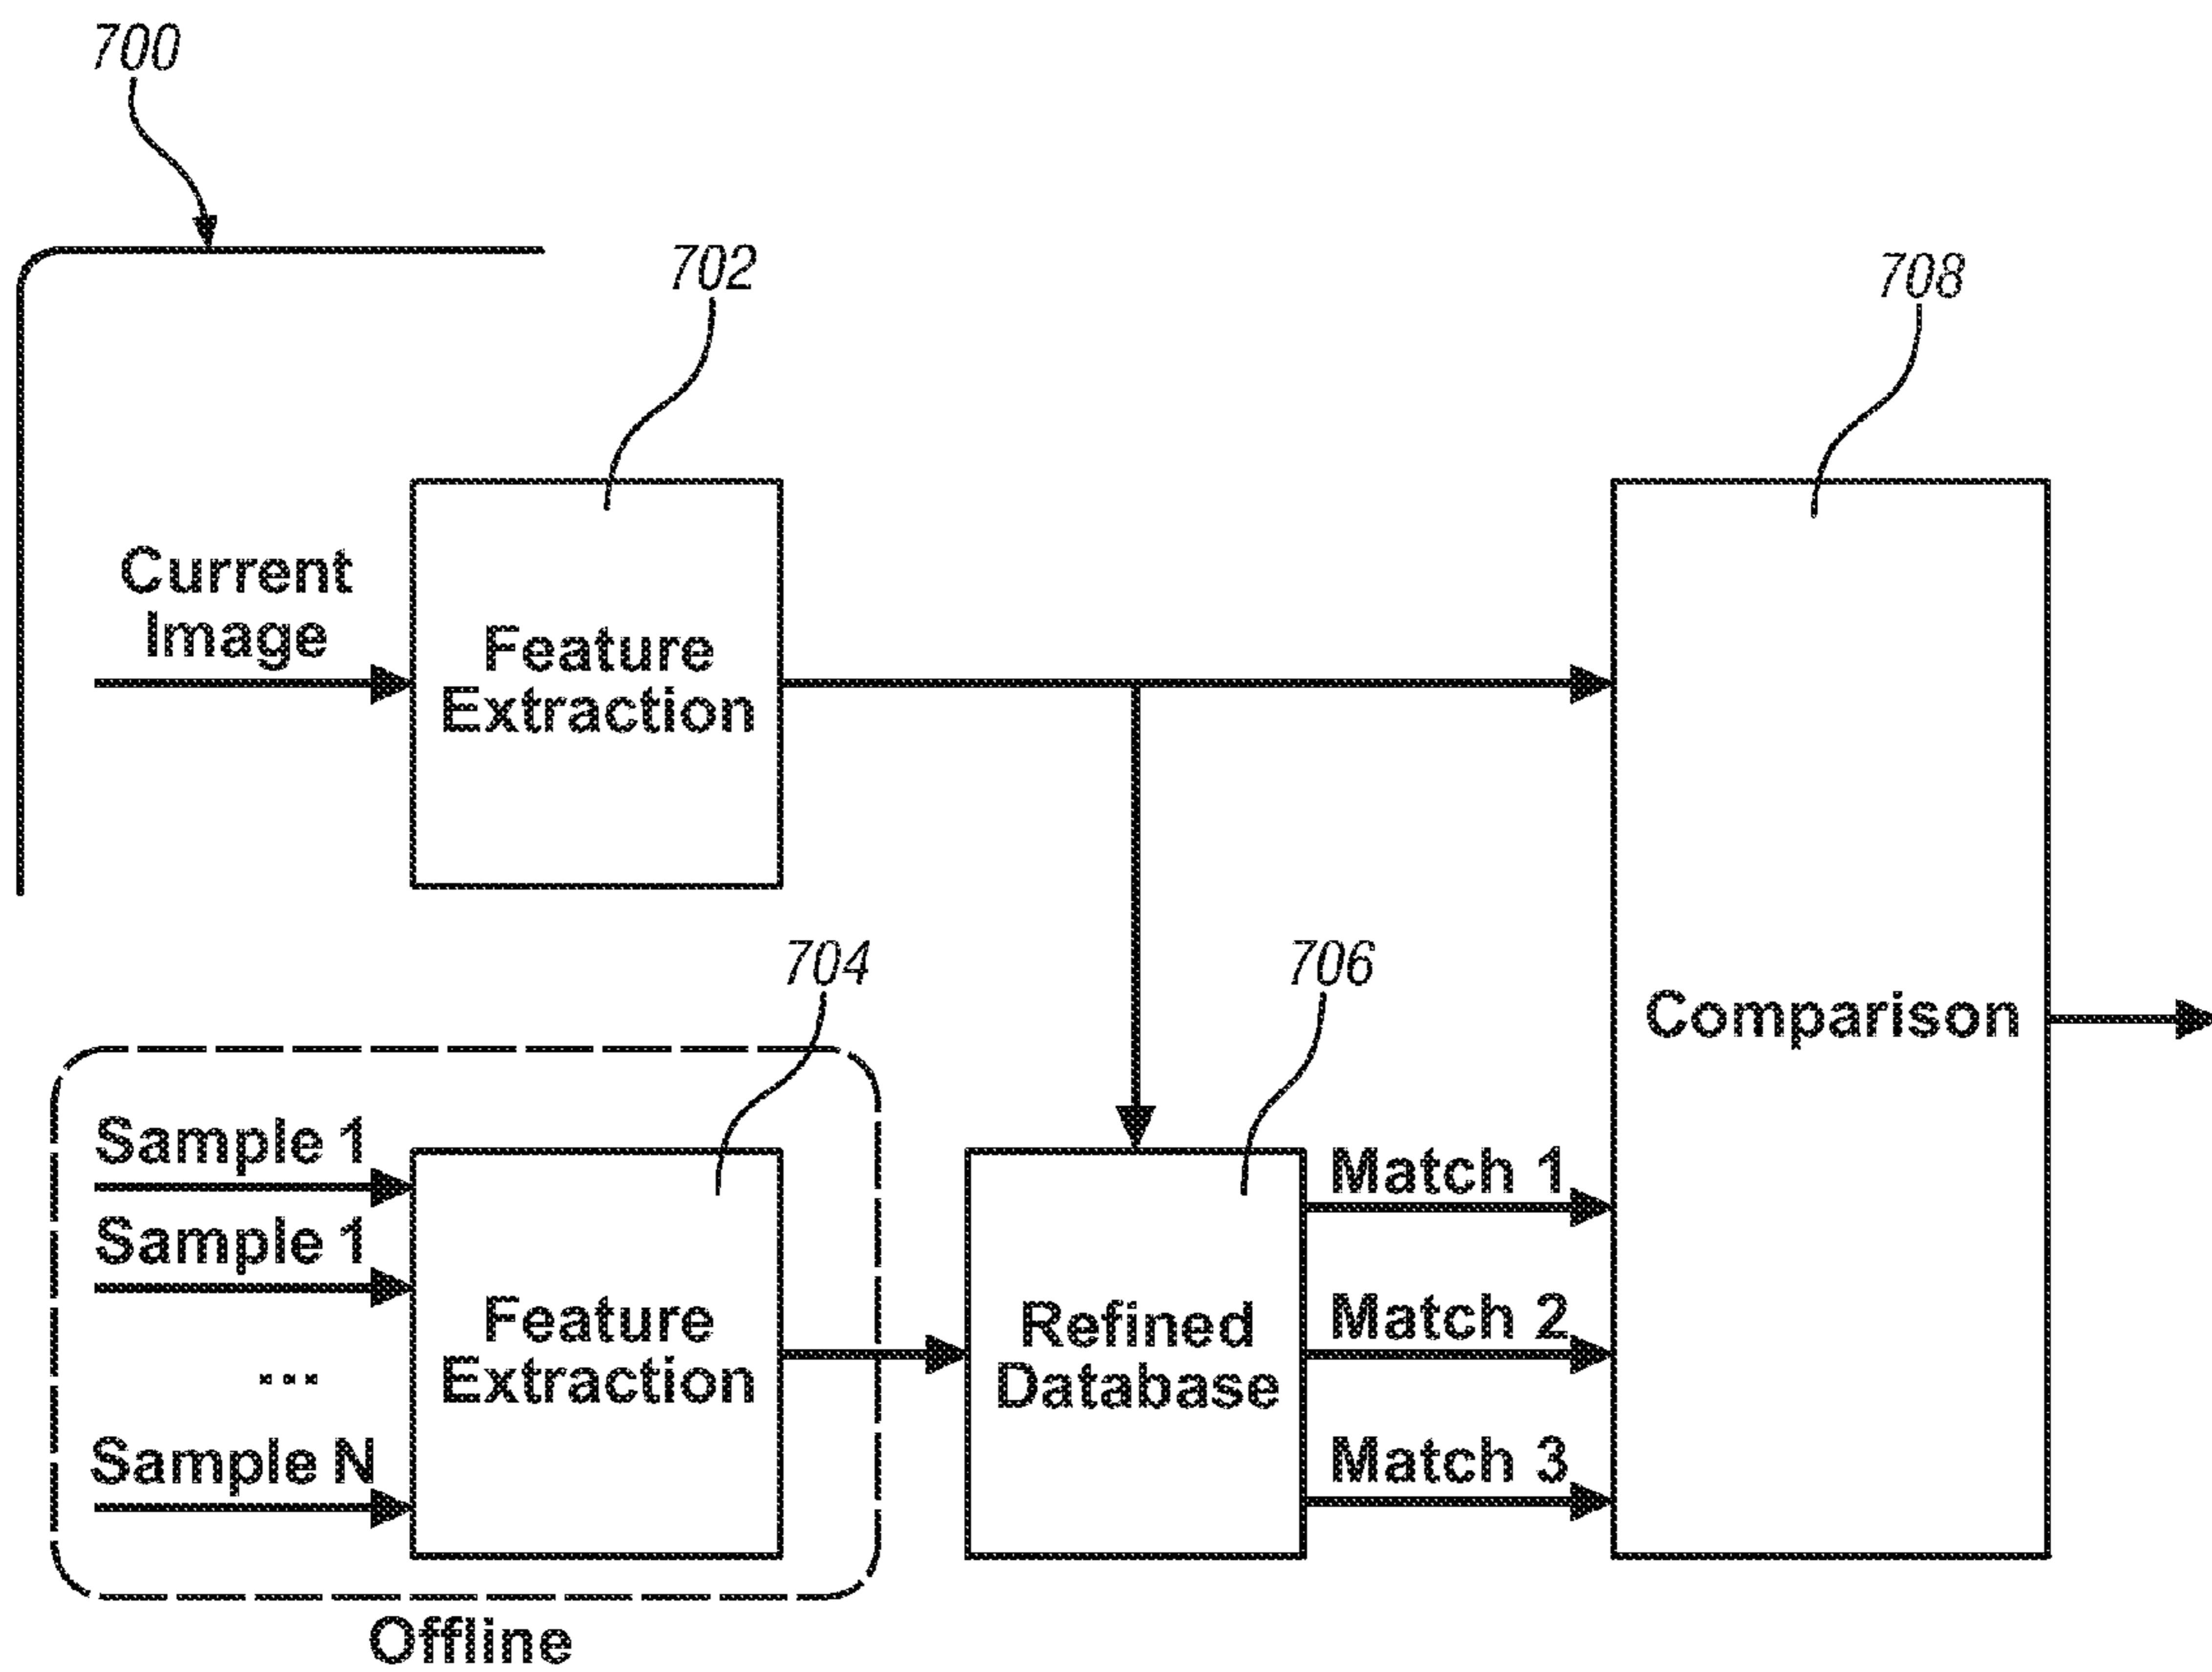 700
702
708
Current
Image
Feature
Extraction
704
706
Comparison
Sample 1
Sample 1
...
Sample N
Feature
Extraction
Refined
Database
Match 1
Match 2
Match 3
Offline